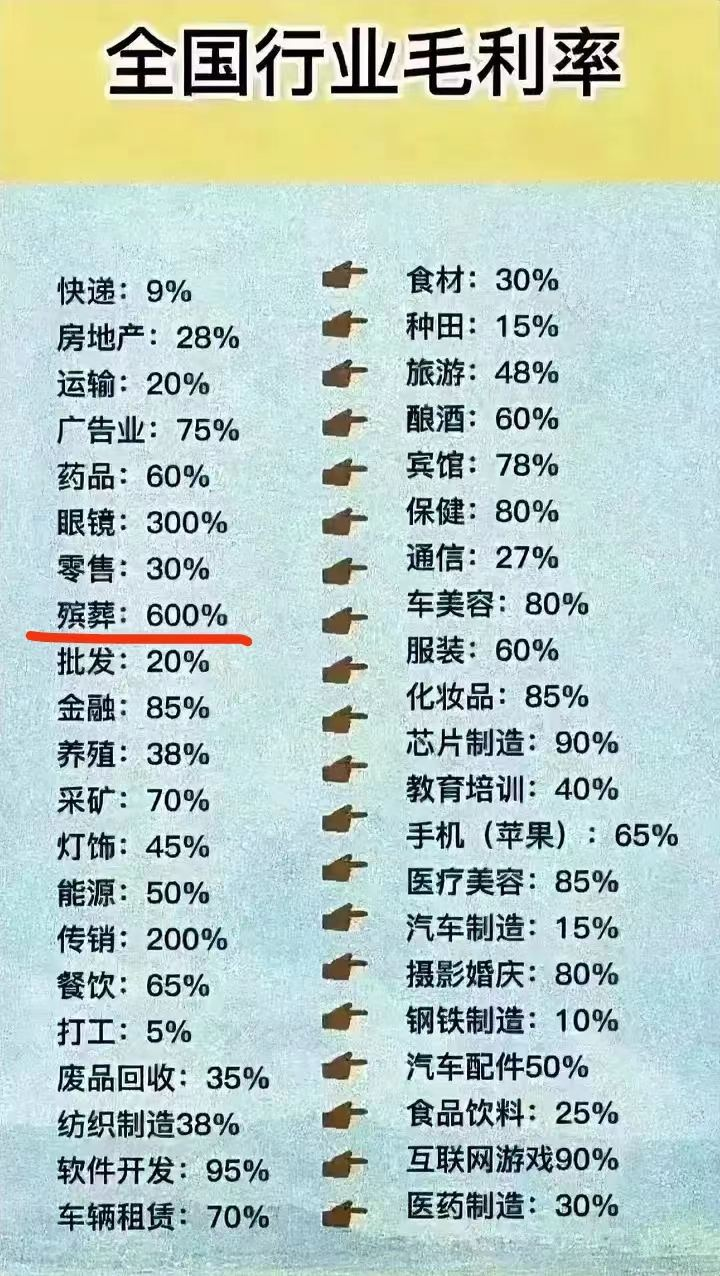 全国行业毛利率
快递：9%
房地产：28%
运输：20%
广告业：75%
药品：60%
眼镜：300%
零售：30%
殡葬：600%
批发：20%
金融：85%
养殖：38%
采矿：70%
灯饰：45%
能源：50%
传销：200%
餐饮：65%
打工：5%
废品回收：35%
纺织制造38%
软件开发：95%
车辆租赁：70%
食材：30%
种田：15%
旅游：48%
酿酒：60%
宾馆：78%
保健：80%
通信：27%
车美容：80%
服装：60%
化妆品：85%
芯片制造：90%
教育培训：40%
手机（苹果）：65%
医疗美容：85%
汽车制造：15%
摄影婚庆：80%
钢铁制造：10%
汽车配件50%
食品饮料：25%
互联网游戏90%
医药制造：30%